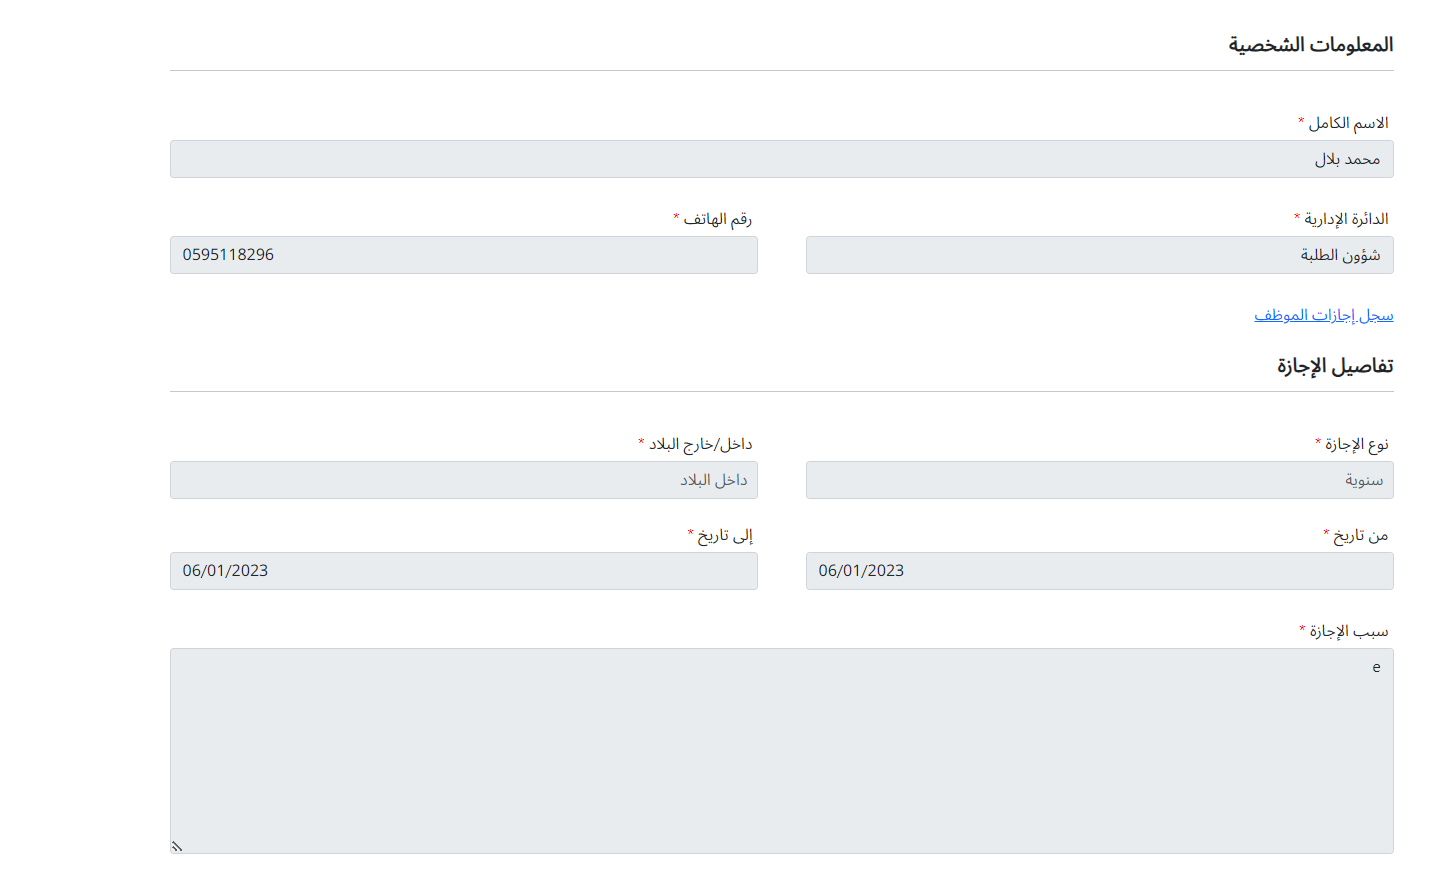 المعلومات الشخصية
الاسم الكامل *
محمد بلال
الدائرة الإدارية *
رقم الهاتف *
شؤون الطلبة
0595118296
سجل إجازات الموظف
تفاصيل الإجازة
نوع الإجازة *
داخل/خارج البلاد *
سنوية
داخل البلاد
من تاريخ *
إلى تاريخ *
06/01/2023
06/01/2023
سبب الإجازة *
e